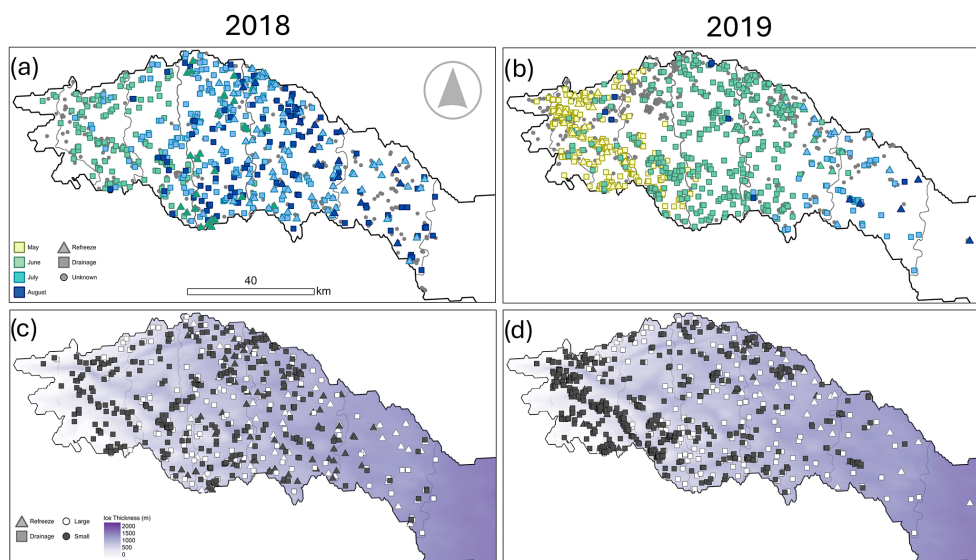 2018 2019
(a) (b)
May Refreeze
June Drainage
July Unknown
August
40
km
(c) (d)
Refreeze Large Ice Thickness (m)
Drainage Small 2000
1500
1000
500
0